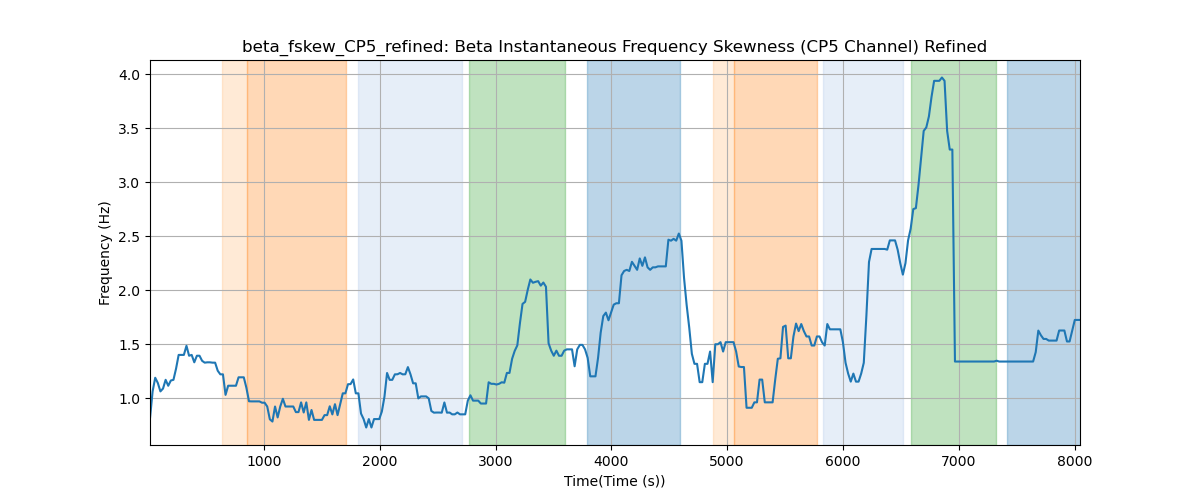 beta_fskew_CP5_refined: Beta Instantaneous Frequency Skewness (CP5 Channel) Refined
4.0
3.5
3.0
2.5
2.0
1.5
1.0
Frequency (Hz)
1000 2000 3000 4000 5000 6000 7000 8000
Time(Time (s))